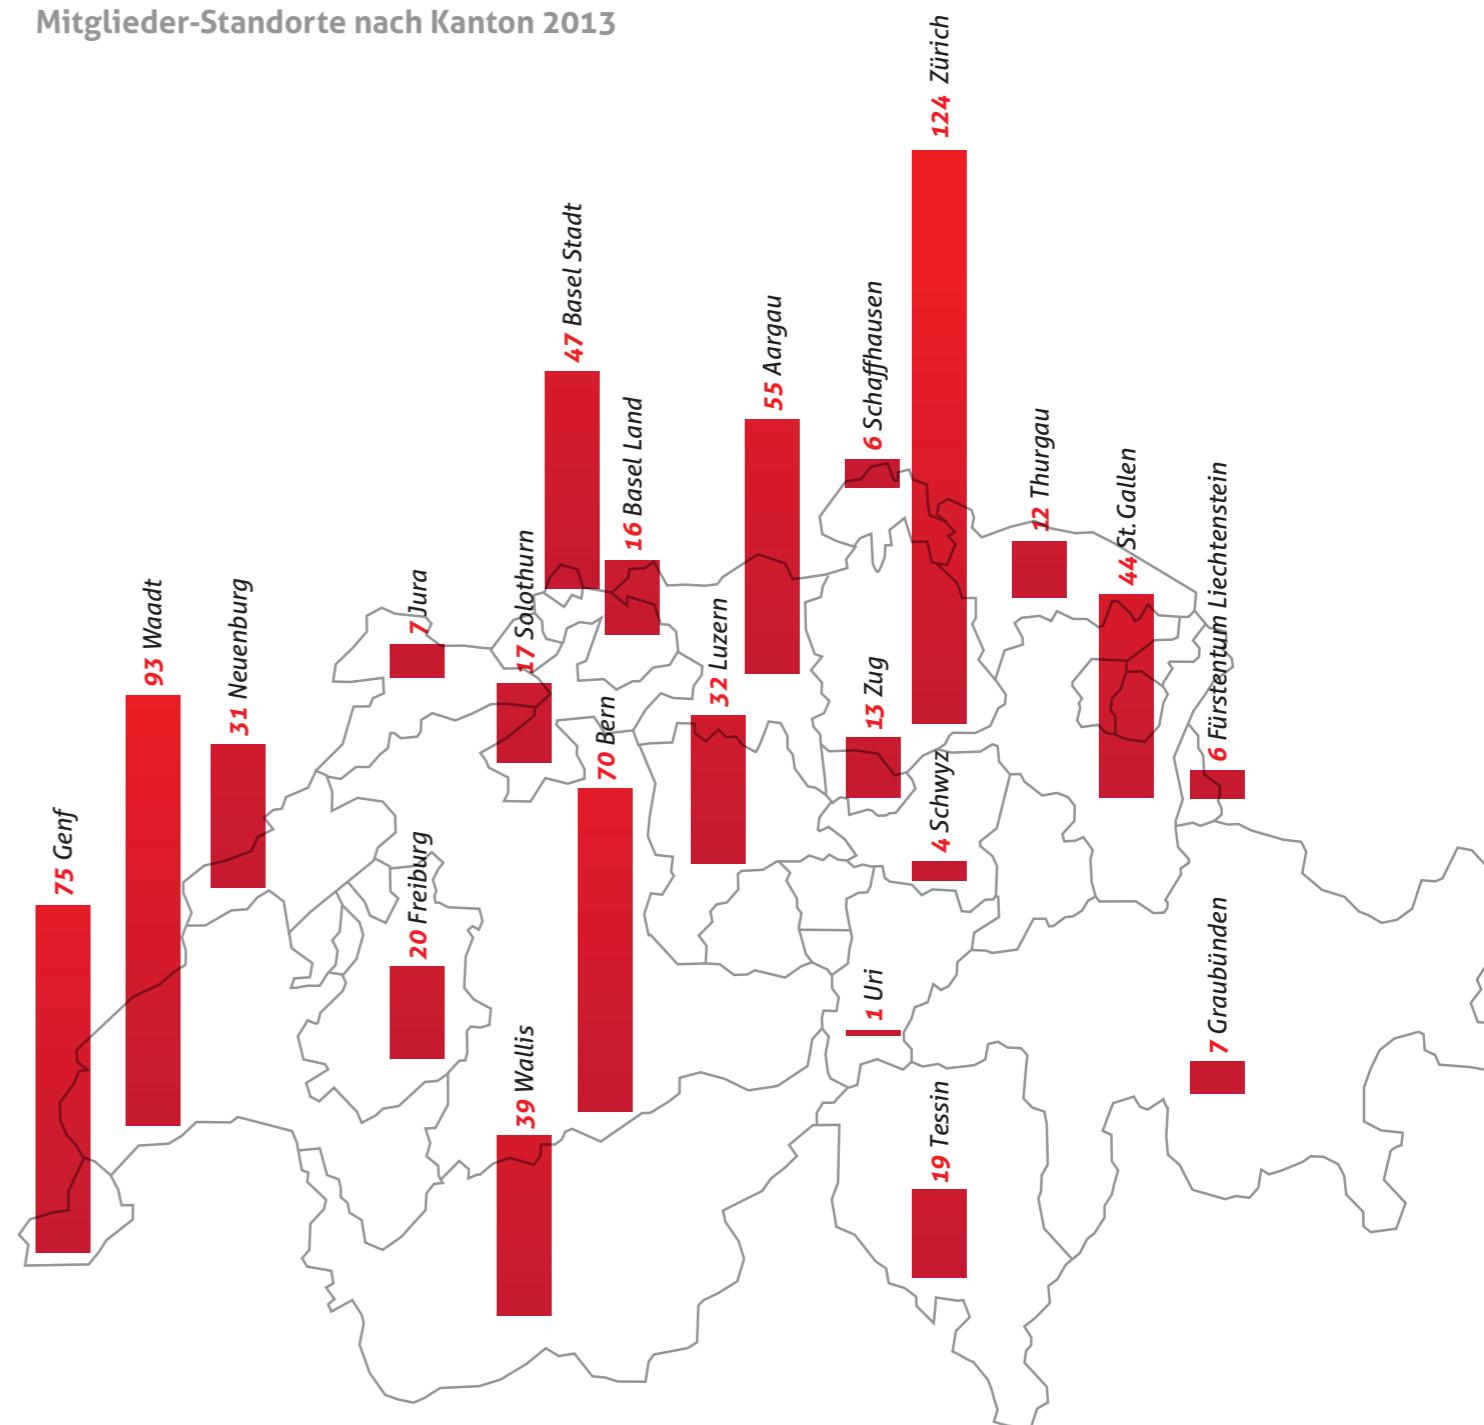 Mitglieder-Standorte nach Kanton 2013
124 Zürich
47 Basel Stadt
6 Schaffhausen
55 Aargau
16 Basel Land
12 Thurgau
44 St. Gallen
6 Fürstentum Liechtenstein
17 Solothurn
7 Jura
93 Waadt
31 Neuenburg
32 Luzern
13 Zug
70 Bern
4 Schwyz
75 Genf
20 Freiburg
7 Graubünden
1 Uri
39 Wallis
19 Tessin